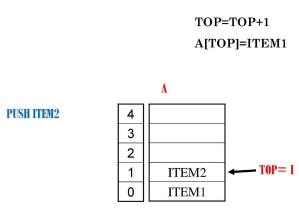 TOP=TOP+1
A[TOP]=ITEM1
A
PUSH ITEM2
4
3
2
1 ITEM2 TOP= 1
0 ITEM1